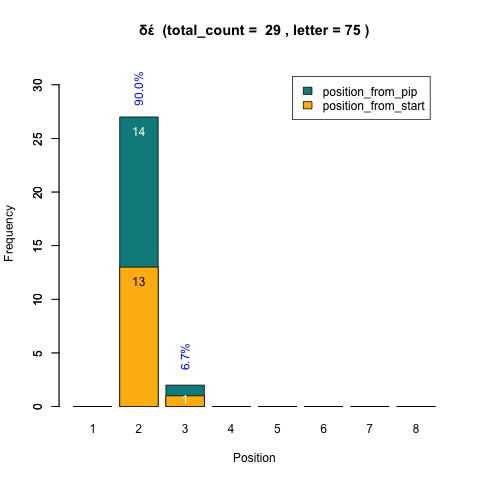 δέ (total_count = 29 , letter = 75 )
90.0%
30
position_from_pip
position_from_start
14
25
20
Frequency
15
13
10
5
6.7%
1
0
1 2 3 4 5 6 7 8
Position